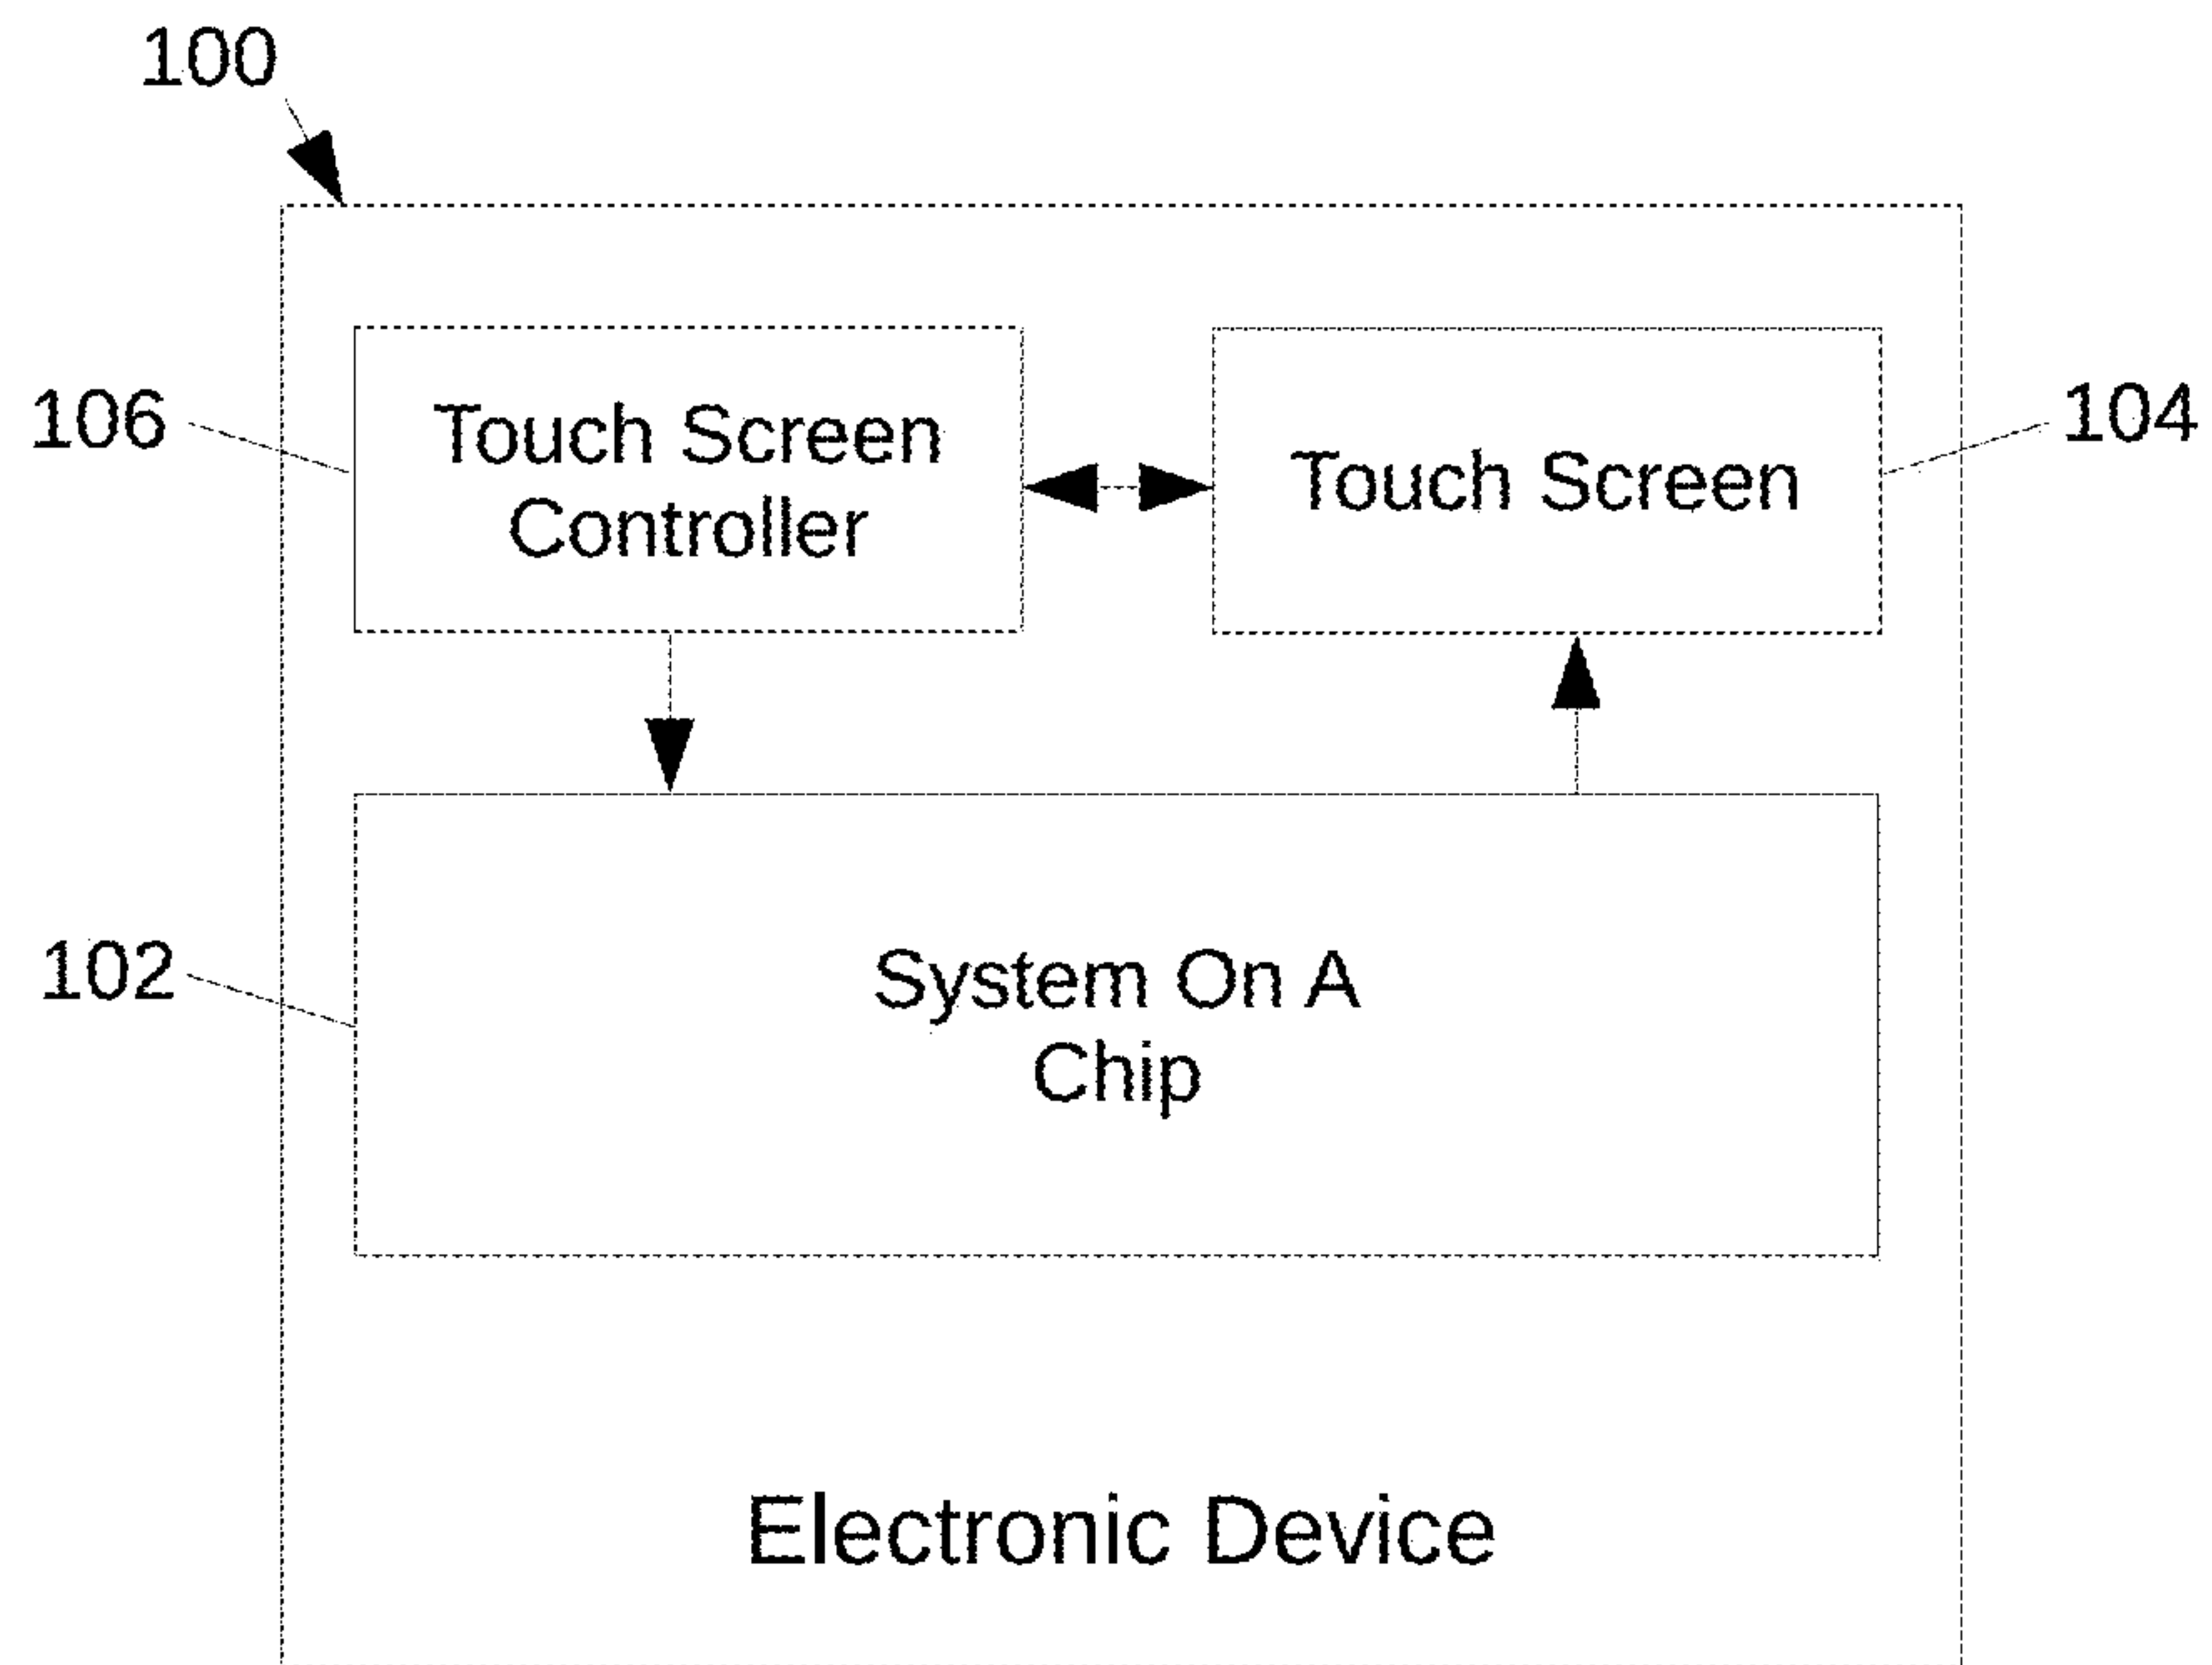 100
106
Touch Screen
Controller
Touch Screen
104
102
System On A
Chip
Electronic Device